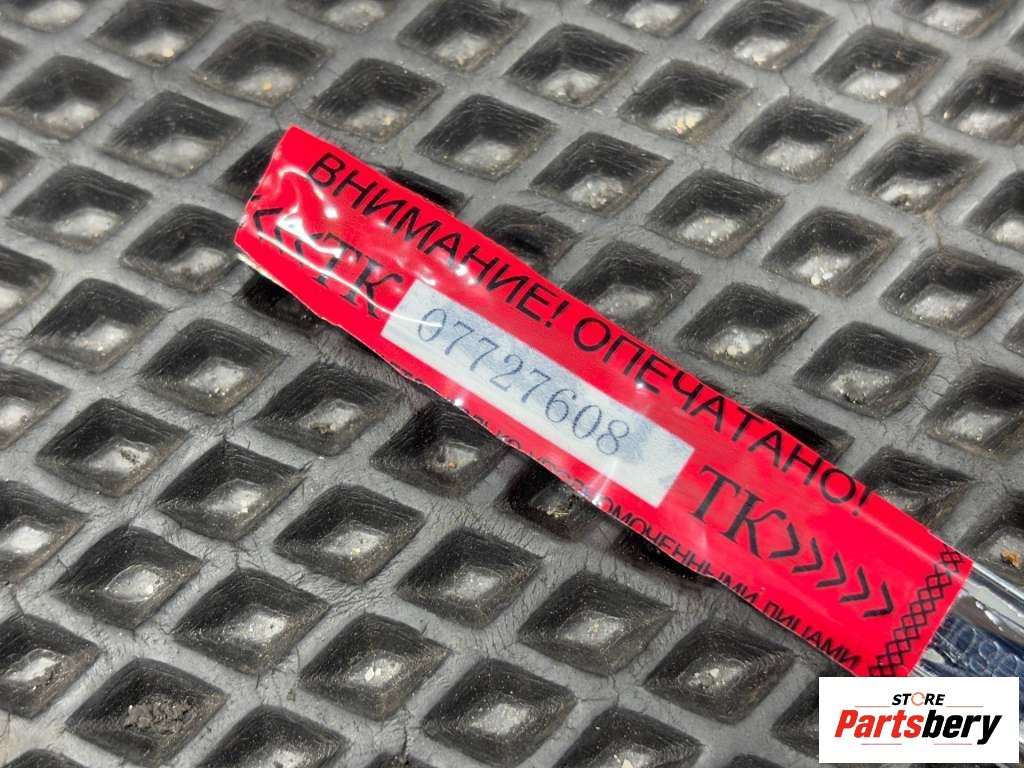 ВНИМАНИЕ! ОПЕЧАТАНО!
<<<ТК 07727608 ТК>>>>>
ЛИЦАМИ
STORE
Partsbery